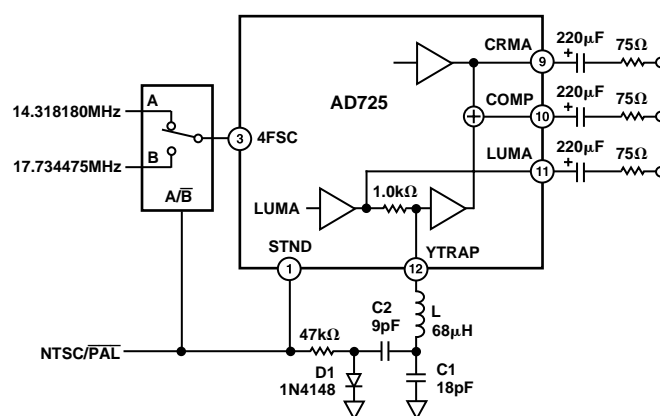 CRMA
9
220μF
+
75Ω
AD725
COMP
10
220μF
+
75Ω
LUMA
11
220μF
+
75Ω
14.318180MHz
A
3
4FSC
17.734475MHz
B
A/B̅
LUMA
1.0kΩ
STND
1
YTRAP
12
C2
9pF
L
68μH
NTSC/P̅A̅L̅
47kΩ
D1
1N4148
C1
18pF